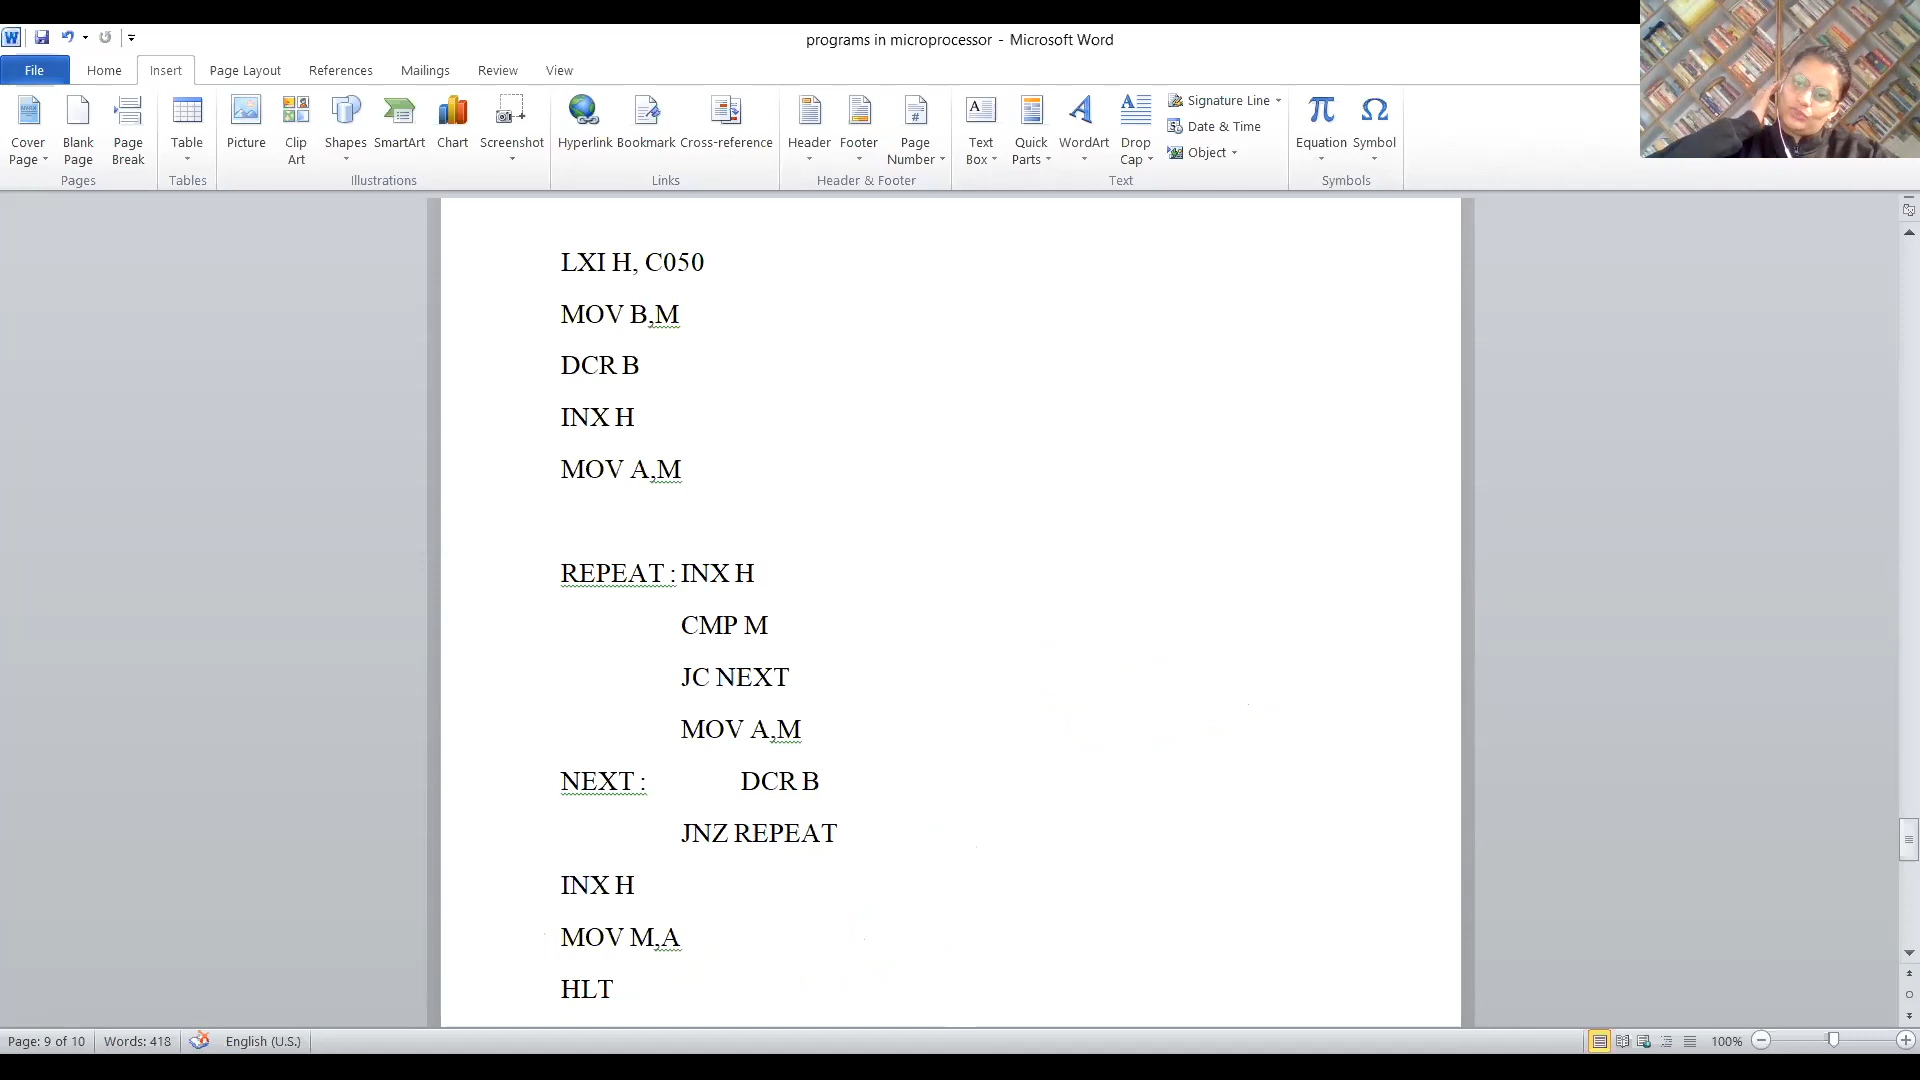 programs in microprocessor - Microsoft Word
File Home Insert Page Layout References Mailings Review View
Cover Page
Blank Page
Page Break
Pages
Table
Tables
Picture
Clip Art
Shapes
SmartArt
Chart
Screenshot
Illustrations
Hyperlink
Bookmark
Cross-reference
Links
Header
Footer
Page Number
Header & Footer
Text Box
Quick Parts
WordArt
Drop Cap
Signature Line
Date & Time
Object
Text
Equation
Symbol
Symbols
LXI H, C050
MOV B,M
DCR B
INX H
MOV A,M
REPEAT : INX H
CMP M
JC NEXT
MOV A,M
NEXT : DCR B
JNZ REPEAT
INX H
MOV M,A
HLT
Page: 9 of 10 Words: 418 English (U.S.) 100%